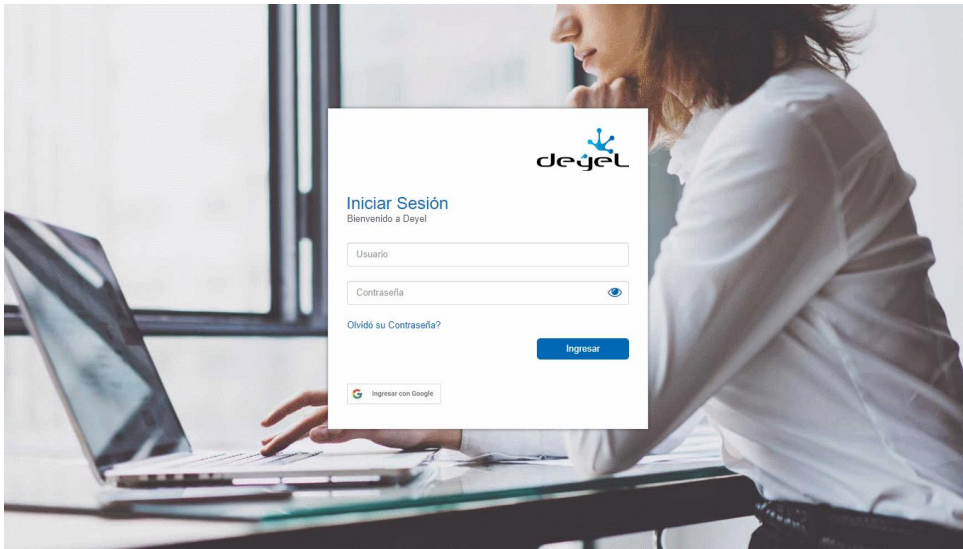 deyel
Iniciar Sesión
Bienvenido a Deyel
Usuario
Contraseña
Olvidó su Contraseña?
Ingresar
Ingresar con Google